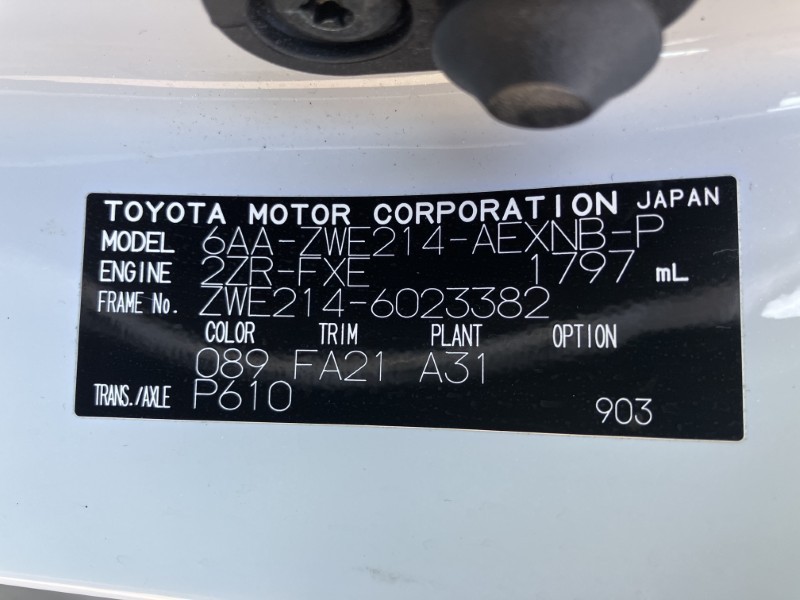 TOYOTA MOTOR CORPORATION JAPAN
MODEL 6AA-ZWE214-AEXNB-P
ENGINE 2ZR-FXE 1797 mL
FRAME No. ZWE214-6023382
COLOR TRIM PLANT OPTION
089 FA21 A31
TRANS./AXLE P610
903